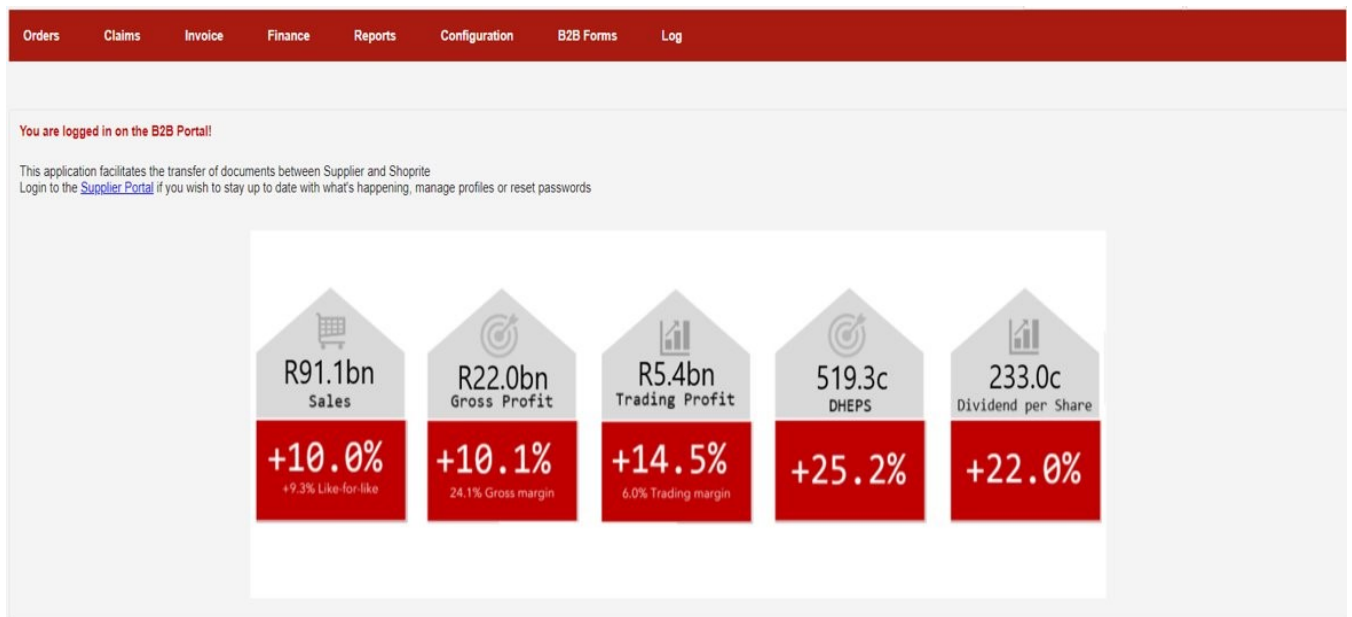 Orders Claims Invoice Finance Reports Configuration B2B Forms Log
You are logged in on the B2B Portal!
This application facilitates the transfer of documents between Supplier and Shoprite
Login to the Supplier Portal if you wish to stay up to date with what's happening, manage profiles or reset passwords
R91.1bn
Sales
+10.0%
+9.3% Like-for-like
R22.0bn
Gross Profit
+10.1%
24.1% Gross margin
R5.4bn
Trading Profit
+14.5%
6.0% Trading margin
519.3c
DHEPS
+25.2%
233.0c
Dividend per Share
+22.0%